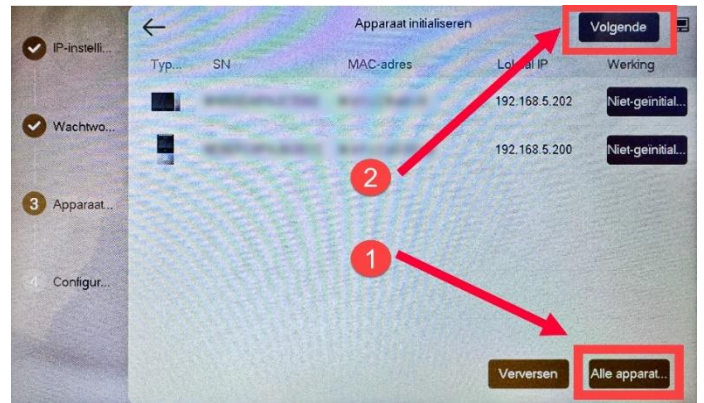 Apparaat initialiseren
Volgende
IP-instelli...
Typ... SN MAC-adres Lokaal IP Werking
192.168.5.202 Niet-geïnitial...
Wachtwo...
192.168.5.200 Niet-geïnitial...
2
3 Apparaat...
1
4 Configur...
Verversen Alle apparat...